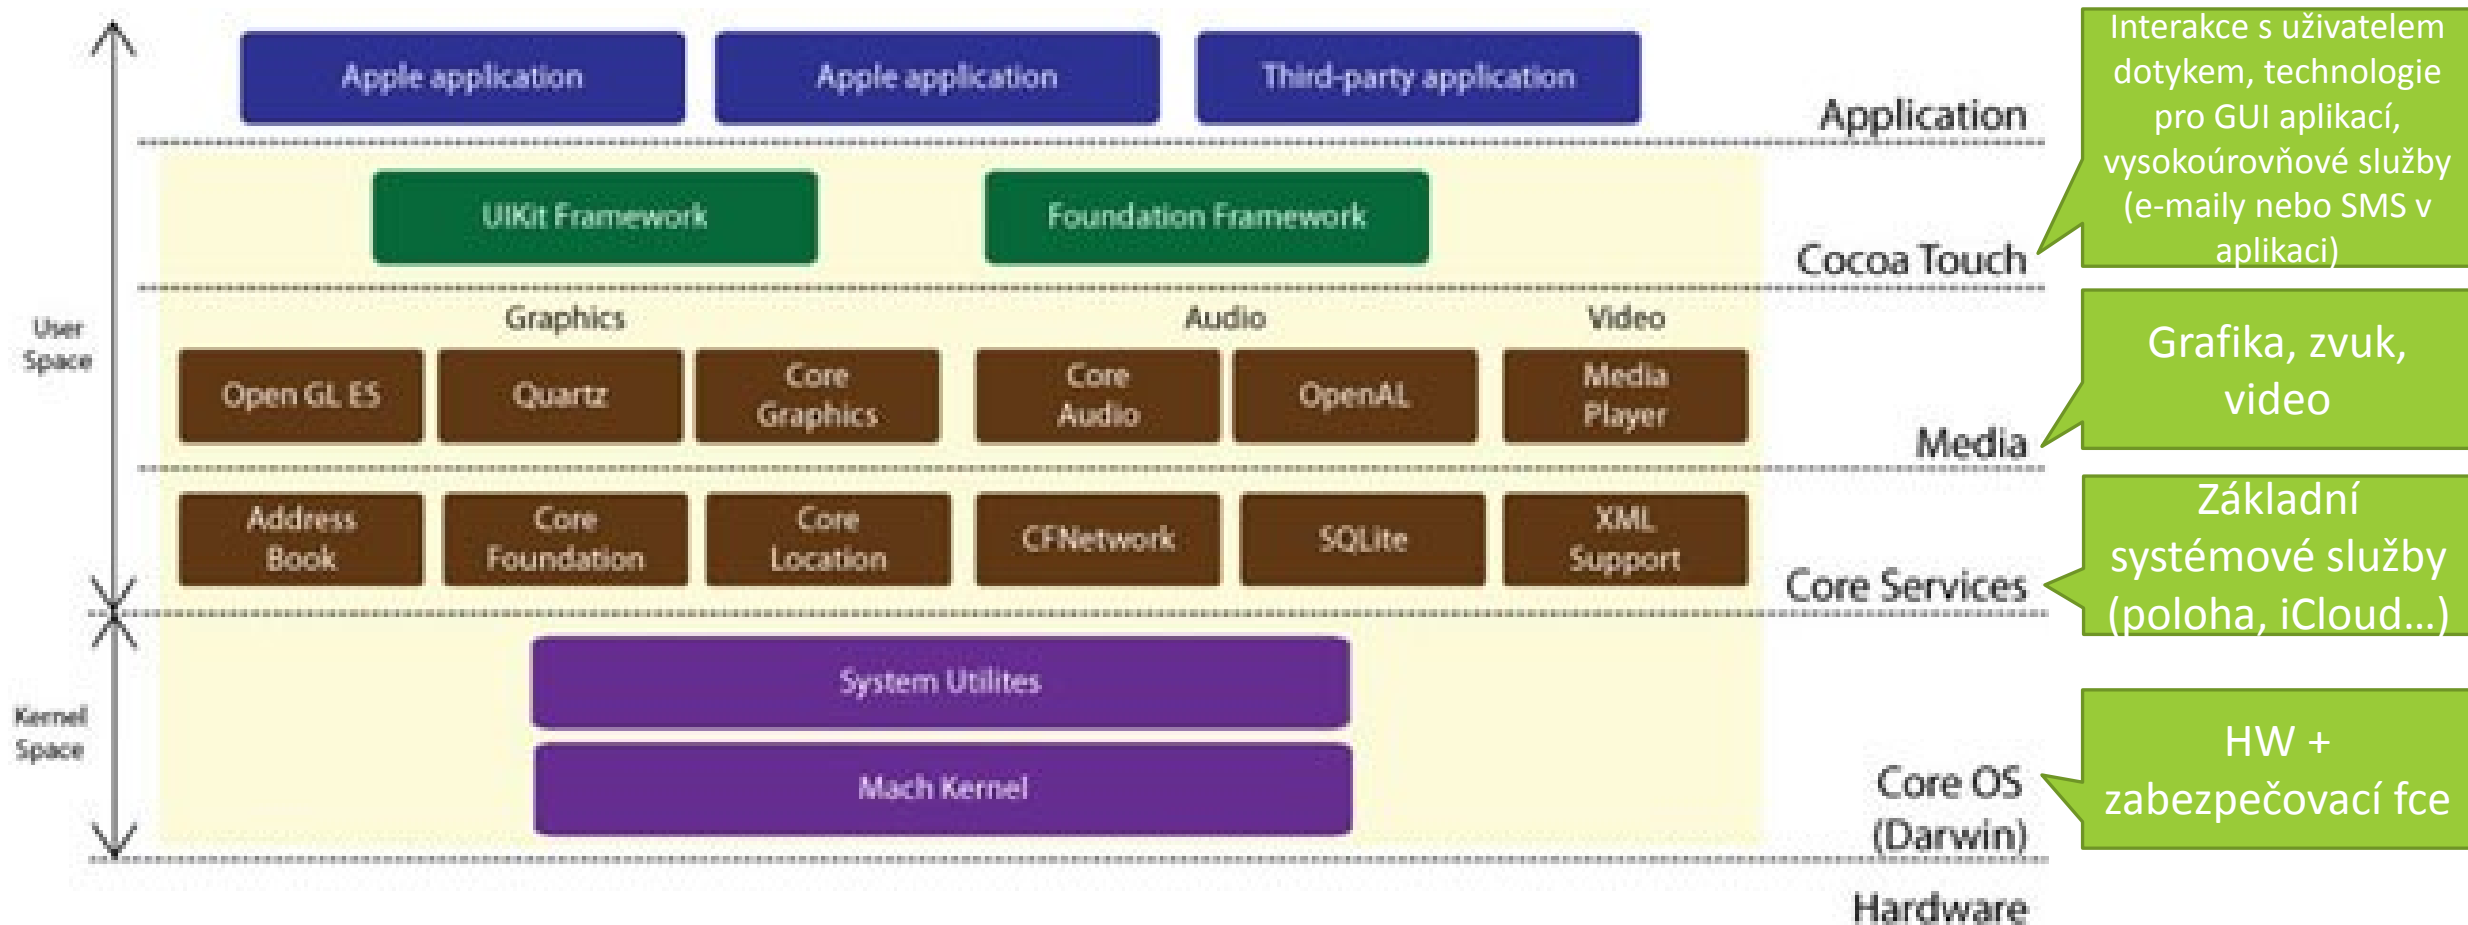 Apple application
Apple application
Third-party application
Application
Interakce s uživatelem
dotykem, technologie
pro GUI aplikací,
vysokoúrovňové služby
(e-maily nebo SMS v
aplikaci)
UIKit Framework
Foundation Framework
Cocoa Touch
User
Space
Graphics
Audio
Video
Open GL ES
Quartz
Core
Graphics
Core
Audio
OpenAL
Media
Player
Media
Grafika, zvuk,
video
Address
Book
Core
Foundation
Core
Location
CFNetwork
SQLite
XML
Support
Core Services
Základní
systémové služby
(poloha, iCloud…)
Kernel
Space
System Utilites
Mach Kernel
Core OS
(Darwin)
HW +
zabezpečovací fce
Hardware